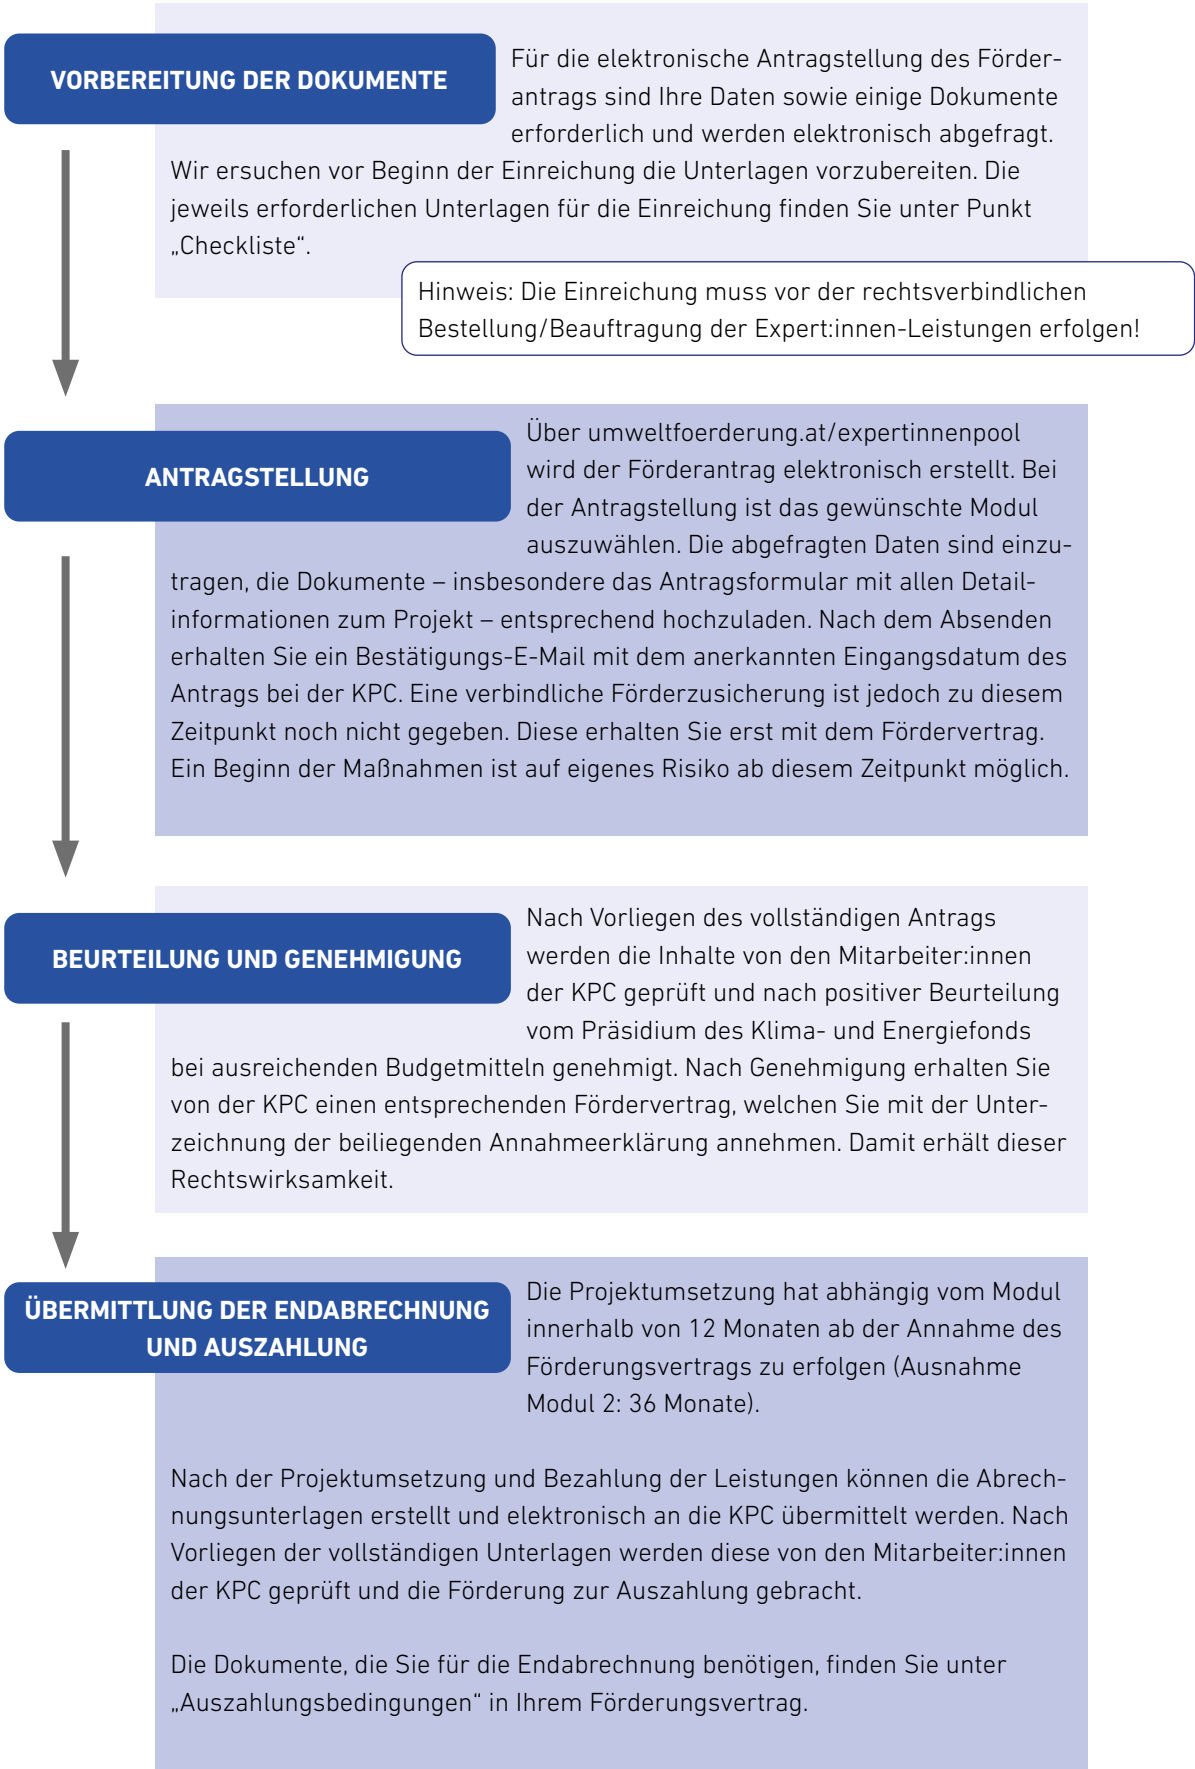 VORBEREITUNG DER DOKUMENTE
Für die elektronische Antragstellung des Förder-
antrags sind Ihre Daten sowie einige Dokumente
erforderlich und werden elektronisch abgefragt.
Wir ersuchen vor Beginn der Einreichung die Unterlagen vorzubereiten. Die
jeweils erforderlichen Unterlagen für die Einreichung finden Sie unter Punkt
„Checkliste“.
Hinweis: Die Einreichung muss vor der rechtsverbindlichen
Bestellung/Beauftragung der Expert:innen-Leistungen erfolgen!
ANTRAGSTELLUNG
Über umweltfoerderung.at/expertinnenpool
wird der Förderantrag elektronisch erstellt. Bei
der Antragstellung ist das gewünschte Modul
auszuwählen. Die abgefragten Daten sind einzu-
tragen, die Dokumente – insbesondere das Antragsformular mit allen Detail-
informationen zum Projekt – entsprechend hochzuladen. Nach dem Absenden
erhalten Sie ein Bestätigungs-E-Mail mit dem anerkannten Eingangsdatum des
Antrags bei der KPC. Eine verbindliche Förderzusicherung ist jedoch zu diesem
Zeitpunkt noch nicht gegeben. Diese erhalten Sie erst mit dem Fördervertrag.
Ein Beginn der Maßnahmen ist auf eigenes Risiko ab diesem Zeitpunkt möglich.
BEURTEILUNG UND GENEHMIGUNG
Nach Vorliegen des vollständigen Antrags
werden die Inhalte von den Mitarbeiter:innen
der KPC geprüft und nach positiver Beurteilung
vom Präsidium des Klima- und Energiefonds
bei ausreichenden Budgetmitteln genehmigt. Nach Genehmigung erhalten Sie
von der KPC einen entsprechenden Fördervertrag, welchen Sie mit der Unter-
zeichnung der beiliegenden Annahmeerklärung annehmen. Damit erhält dieser
Rechtswirksamkeit.
ÜBERMITTLUNG DER ENDABRECHNUNG
UND AUSZAHLUNG
Die Projektumsetzung hat abhängig vom Modul
innerhalb von 12 Monaten ab der Annahme des
Förderungsvertrags zu erfolgen (Ausnahme
Modul 2: 36 Monate).
Nach der Projektumsetzung und Bezahlung der Leistungen können die Abrech-
nungsunterlagen erstellt und elektronisch an die KPC übermittelt werden. Nach
Vorliegen der vollständigen Unterlagen werden diese von den Mitarbeiter:innen
der KPC geprüft und die Förderung zur Auszahlung gebracht.
Die Dokumente, die Sie für die Endabrechnung benötigen, finden Sie unter
„Auszahlungsbedingungen“ in Ihrem Förderungsvertrag.